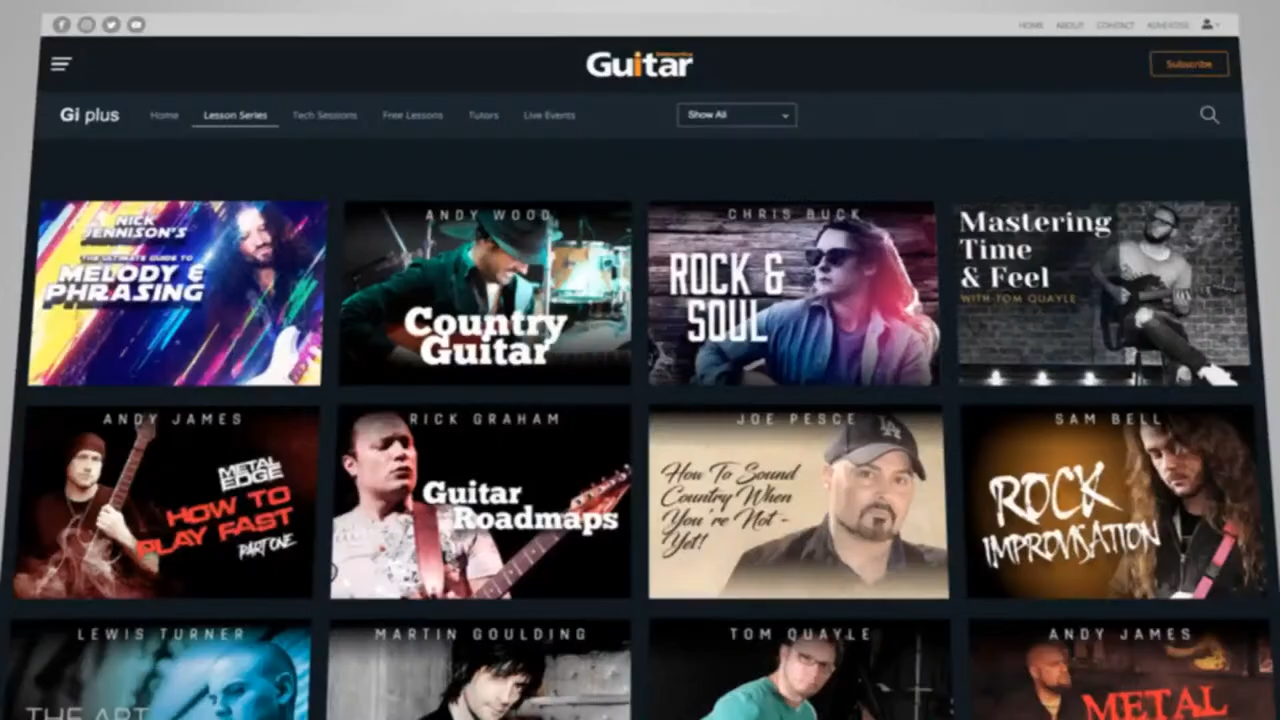 HOME ABOUT CONTACT ADVERTISE
Guitar
Subscribe
Gi plus Home Lesson Series Tech Sessions Free Lessons Tutors Live Events Show All
NICK
JENNISON'S
THE ULTIMATE GUIDE TO
MELODY &
PHRASING
ANDY WOOD
Country
Guitar
CHRIS BUCK
ROCK &
SOUL
Mastering
Time
& Feel
WITH TOM QUAYLE
ANDY JAMES
METAL
EDGE
HOW TO
PLAY FAST
PART ONE
RICK GRAHAM
Guitar
Roadmaps
JOE PESCE
How To Sound
Country When
You're Not -
Yet!
LA
SAM BELL
ROCK
IMPROVISATION
LEWIS TURNER
THE ART
MARTIN GOULDING
TOM QUAYLE
ANDY JAMES
METAL